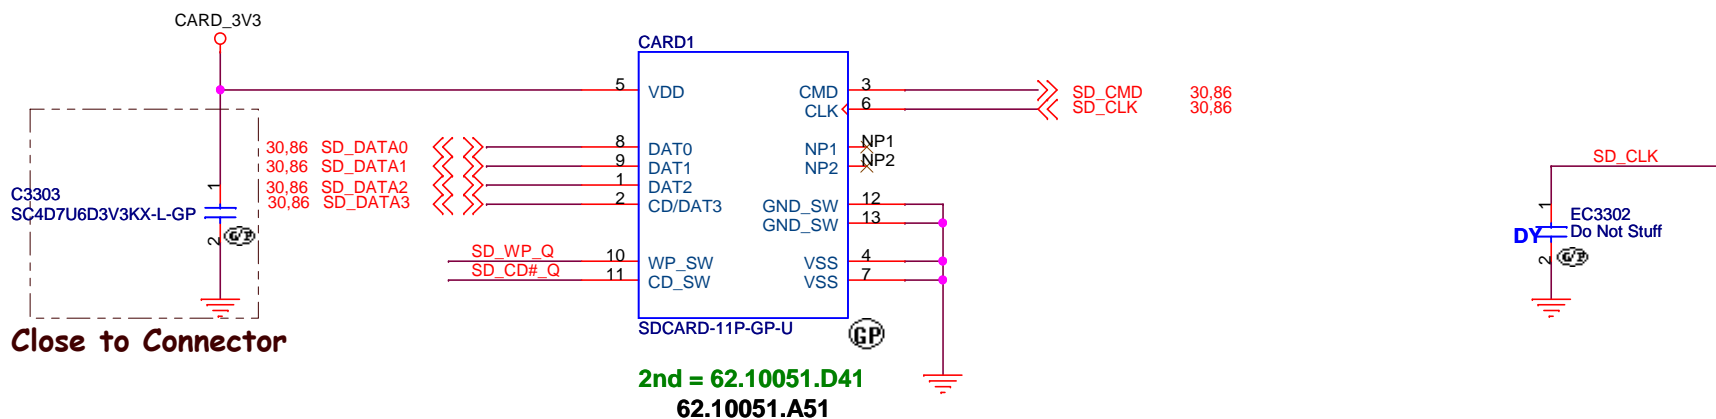 CARD_3V3
CARD1
5 VDD
CMD 3 SD_CMD 30,86
CLK 6 SD_CLK 30,86
30,86 SD_DATA0 8 DAT0
NP1 NP1
30,86 SD_DATA1 9 DAT1
NP2 NP2
30,86 SD_DATA2 1 DAT2
30,86 SD_DATA3 2 CD/DAT3
GND_SW 12
GND_SW 13
SD_WP_Q 10 WP_SW
VSS 4
SD_CD#_Q 11 CD_SW
VSS 7
C3303
SC4D7U6D3V3KX-L-GP
1
2
G/P
Close to Connector
SDCARD-11P-GP-U
GP
2nd = 62.10051.D41
62.10051.A51
SD_CLK
1
EC3302
DY Do Not Stuff
2
G/P